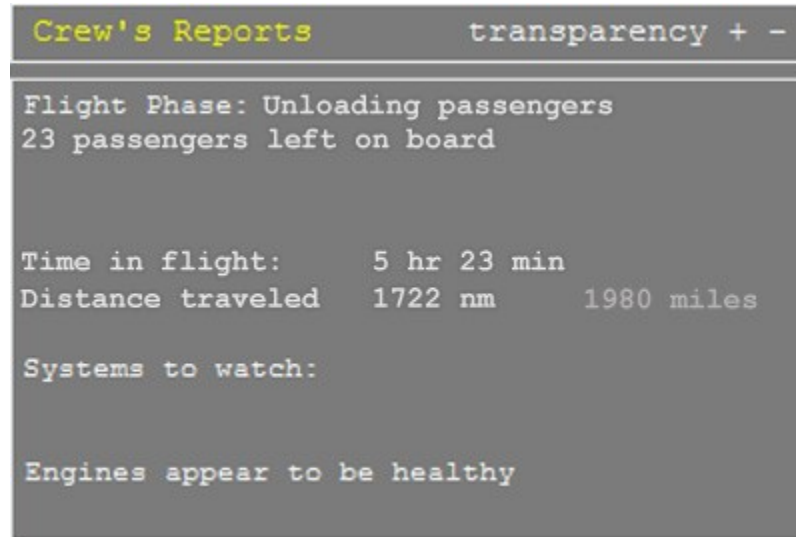 Crew's Reports transparency + -
Flight Phase: Unloading passengers
23 passengers left on board
Time in flight: 5 hr 23 min
Distance traveled 1722 nm 1980 miles
Systems to watch:
Engines appear to be healthy